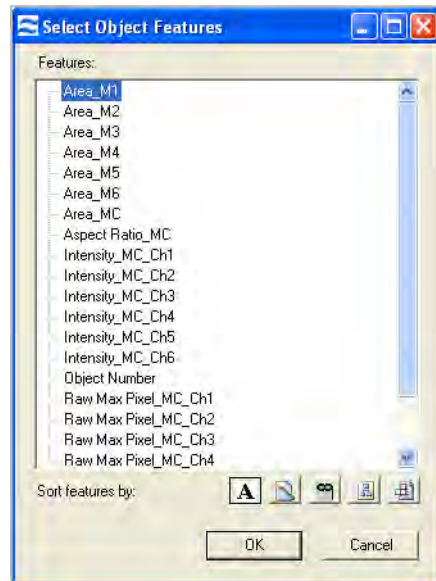 Select Object Features
Features:
Area_M1
Area_M2
Area_M3
Area_M4
Area_M5
Area_M6
Area_MC
Aspect Ratio_MC
Intensity_MC_Ch1
Intensity_MC_Ch2
Intensity_MC_Ch3
Intensity_MC_Ch4
Intensity_MC_Ch5
Intensity_MC_Ch6
Object Number
Raw Max Pixel_MC_Ch1
Raw Max Pixel_MC_Ch2
Raw Max Pixel_MC_Ch3
Raw Max Pixel_MC_Ch4
Sort features by: A
OK Cancel